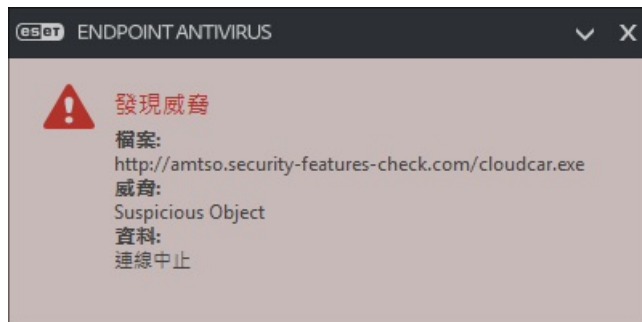 eset ENDPOINT ANTIVIRUS
發現威脅
檔案:
http://amtso.security-features-check.com/cloudcar.exe
威脅:
Suspicious Object
資料:
連線中止